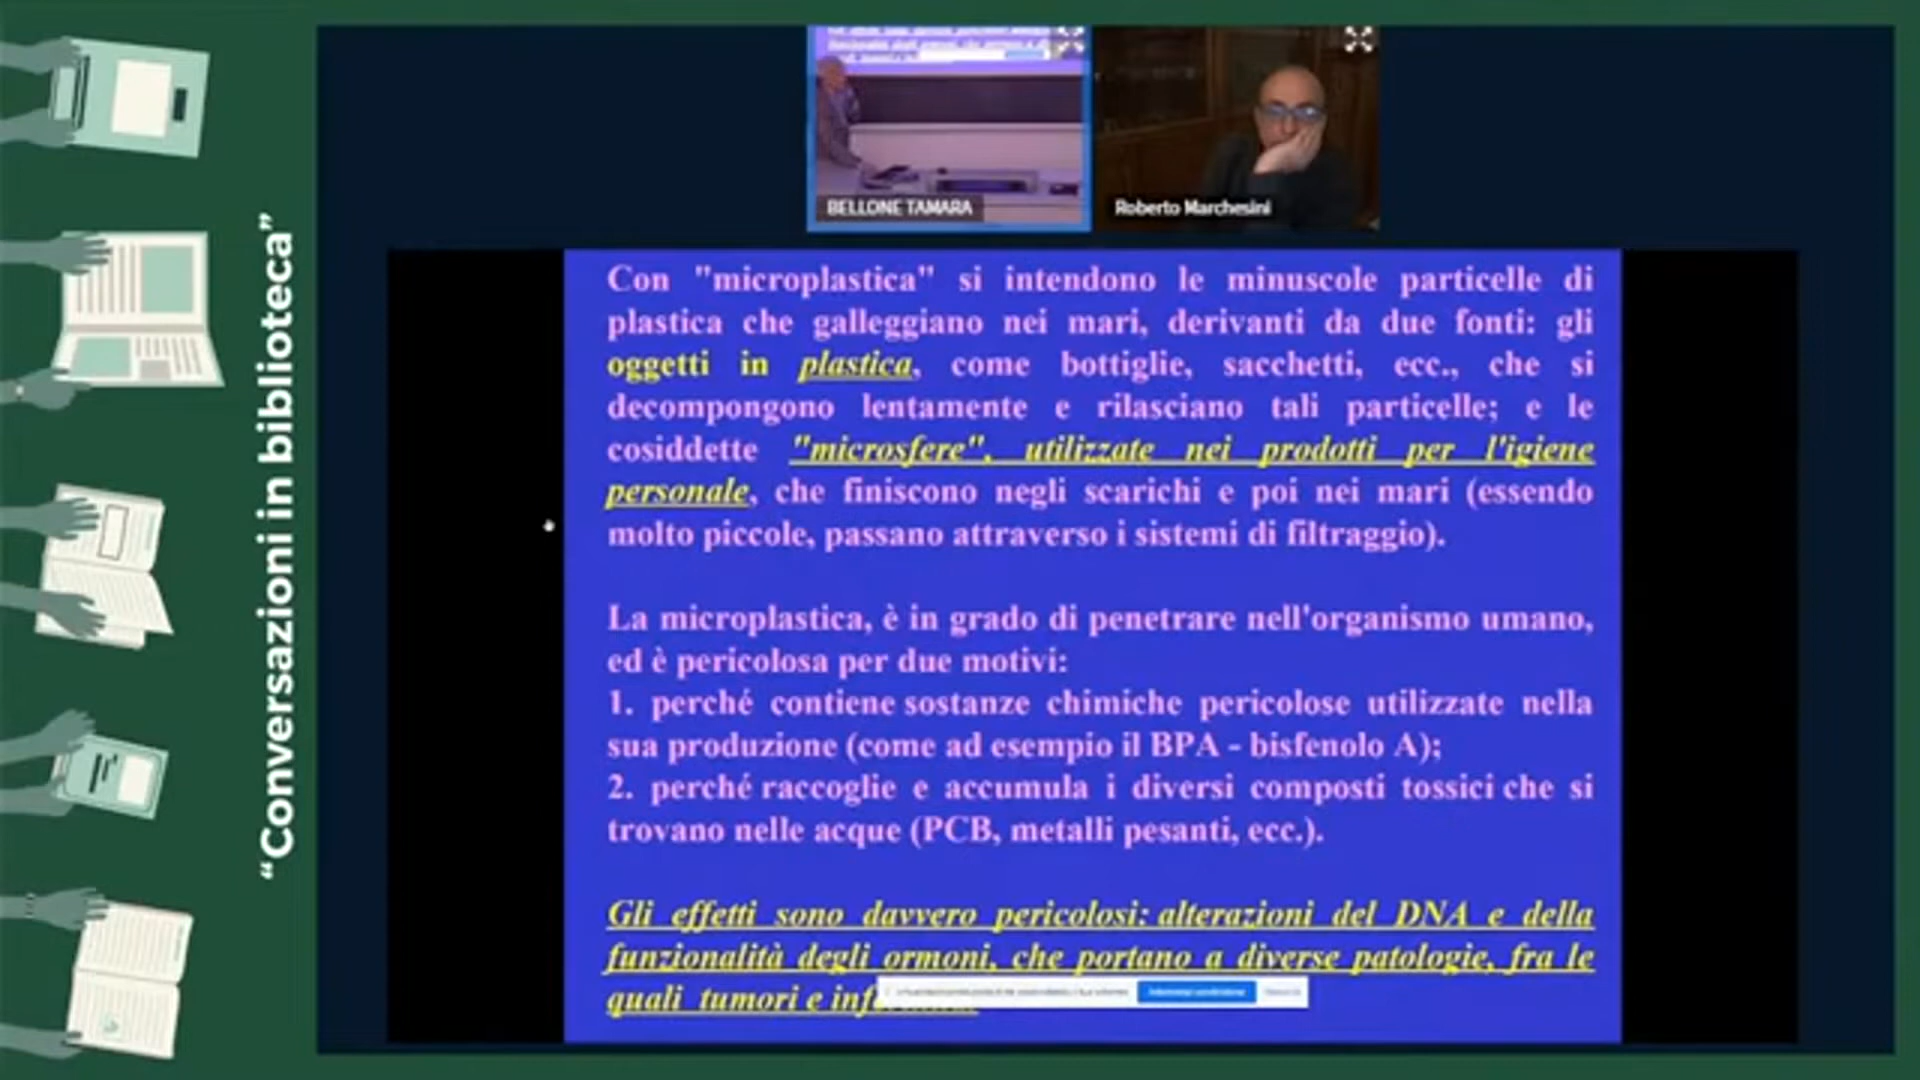 “Conversazioni in biblioteca”
BELLONE TAMARA
Roberto Marchesini
Con "microplastica" si intendono le minuscole particelle di
plastica che galleggiano nei mari, derivanti da due fonti: gli
oggetti in plastica, come bottiglie, sacchetti, ecc., che si
decompongono lentamente e rilasciano tali particelle; e le
cosiddette "microsfere", utilizzate nei prodotti per l'igiene
personale, che finiscono negli scarichi e poi nei mari (essendo
molto piccole, passano attraverso i sistemi di filtraggio).
La microplastica, è in grado di penetrare nell'organismo umano,
ed è pericolosa per due motivi:
1. perché contiene sostanze chimiche pericolose utilizzate nella
sua produzione (come ad esempio il BPA - bisfenolo A);
2. perché raccoglie e accumula i diversi composti tossici che si
trovano nelle acque (PCB, metalli pesanti, ecc.).
Gli effetti sono davvero pericolosi: alterazioni del DNA e della
funzionalità degli ormoni, che portano a diverse patologie, fra le
quali tumori e